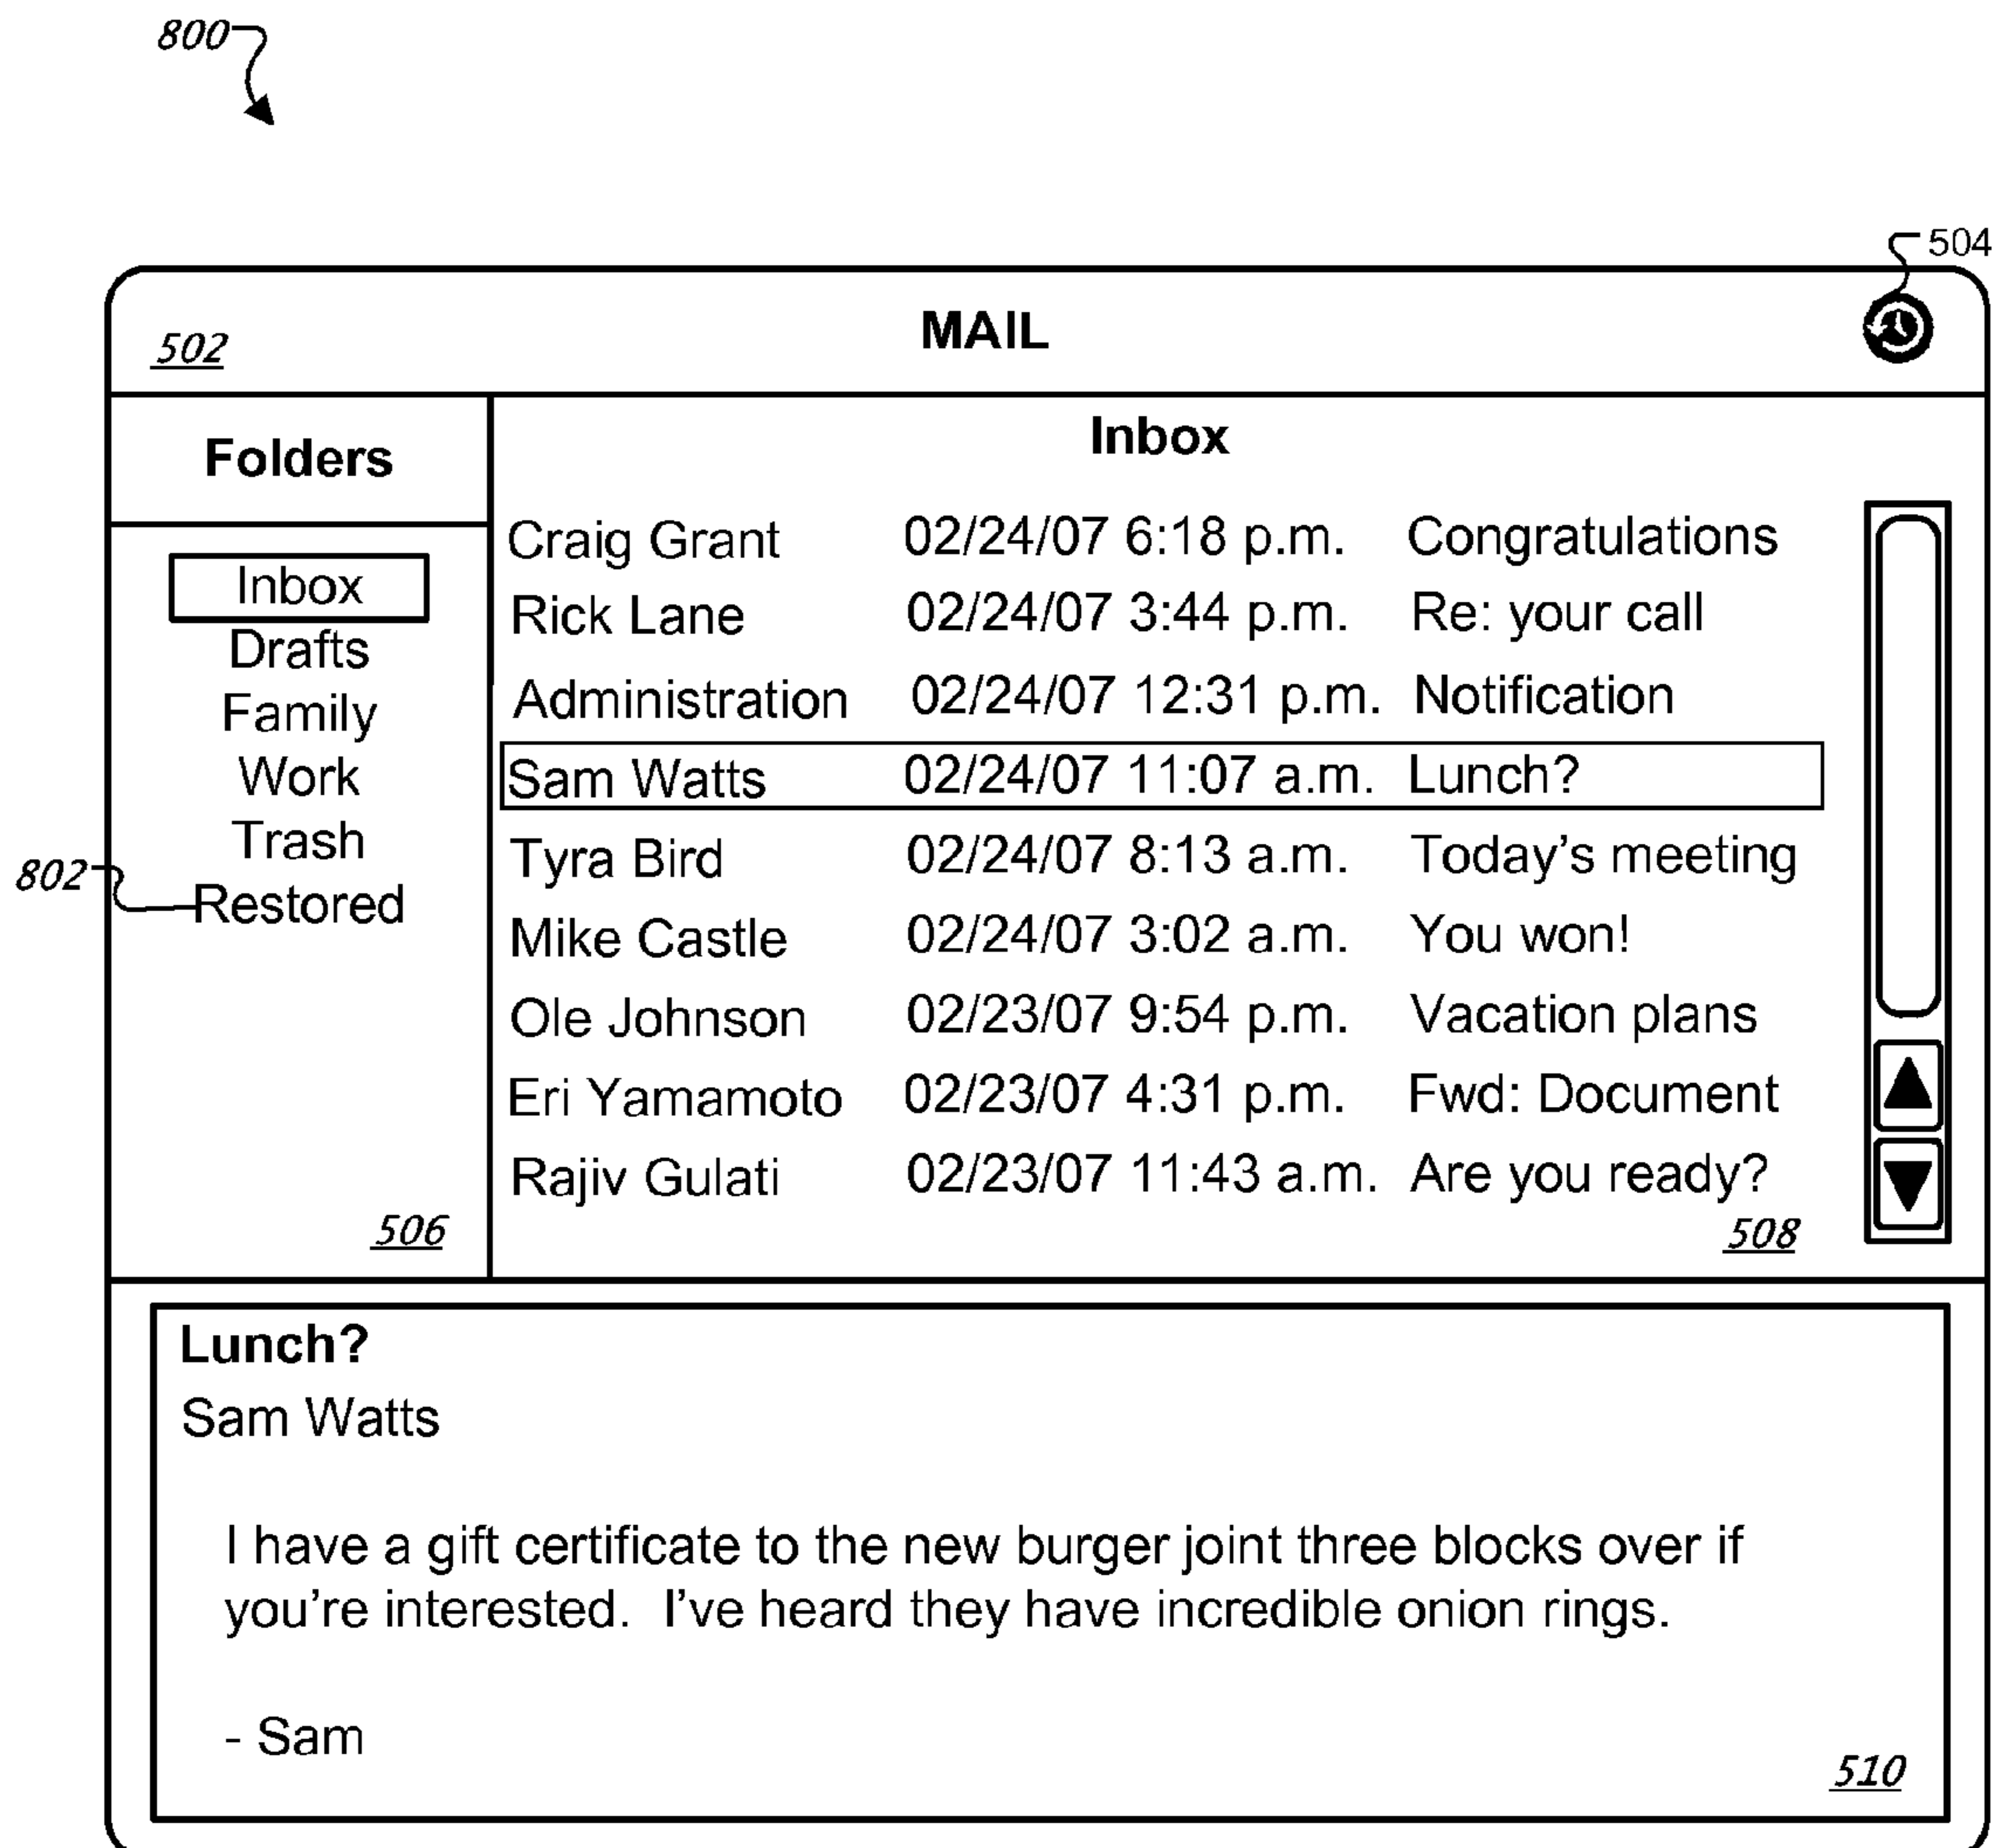 800
504
MAIL
502
Folders
Inbox
Drafts
Family
Work
Trash
802
Restored
506
Inbox
Craig Grant 02/24/07 6:18 p.m. Congratulations
Rick Lane 02/24/07 3:44 p.m. Re: your call
Administration 02/24/07 12:31 p.m. Notification
Sam Watts 02/24/07 11:07 a.m. Lunch?
Tyra Bird 02/24/07 8:13 a.m. Today's meeting
Mike Castle 02/24/07 3:02 a.m. You won!
Ole Johnson 02/23/07 9:54 p.m. Vacation plans
Eri Yamamoto 02/23/07 4:31 p.m. Fwd: Document
Rajiv Gulati 02/23/07 11:43 a.m. Are you ready?
508
Lunch?
Sam Watts
I have a gift certificate to the new burger joint three blocks over if
you're interested. I've heard they have incredible onion rings.
- Sam
510